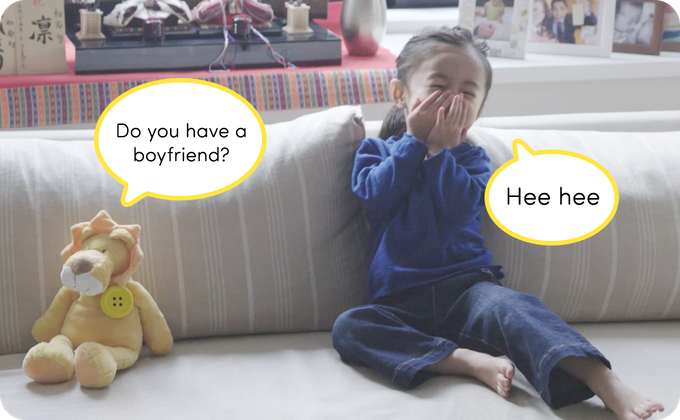 凛
Do you have a
boyfriend?
Hee hee